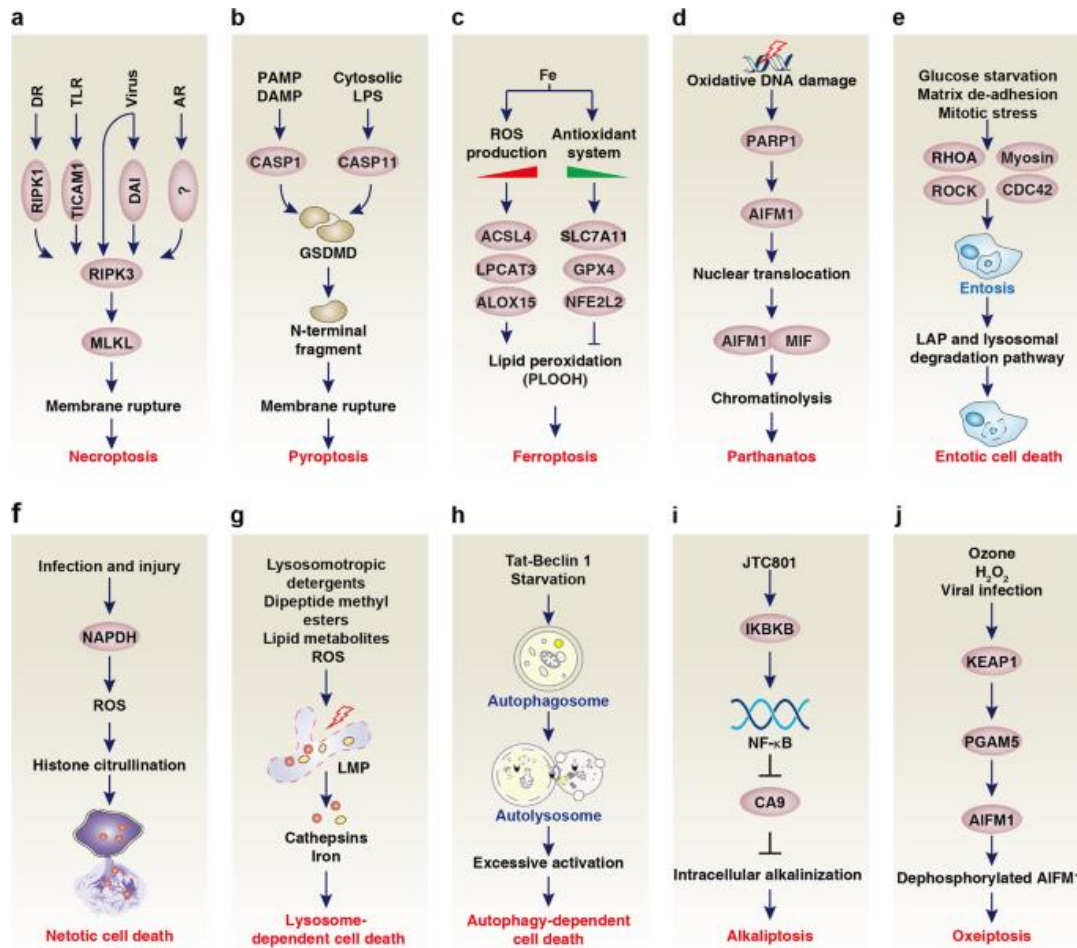 a
DR
TLR
Virus
AR
RIPK1
TICAM1
DAI
?
RIPK3
MLKL
Membrane rupture
Necroptosis
b
PAMP
DAMP
Cytosolic
LPS
CASP1
CASP11
GSDMD
N-terminal
fragment
Membrane rupture
Pyroptosis
c
Fe
ROS
production
Antioxidant
system
ACSL4
LPCAT3
ALOX15
SLC7A11
GPX4
NFE2L2
Lipid peroxidation
(PLOOH)
Ferroptosis
d
Oxidative DNA damage
PARP1
AIFM1
Nuclear translocation
AIFM1 MIF
Chromatinolysis
Parthanatos
e
Glucose starvation
Matrix de-adhesion
Mitotic stress
RHOA Myosin
ROCK CDC42
Entosis
LAP and lysosomal
degradation pathway
Entotic cell death
f
Infection and injury
NAPDH
ROS
Histone citrullination
Netotic cell death
g
Lysosomotropic
detergents
Dipeptide methyl
esters
Lipid metabolites
ROS
LMP
Cathepsins
Iron
Lysosome-
dependent cell death
h
Tat-Beclin 1
Starvation
Autophagosome
Autolysosome
Excessive activation
Autophagy-dependent
cell death
i
JTC801
IKBKB
NF-κB
CA9
Intracellular alkalinization
Alkaliptosis
j
Ozone
H₂O₂
Viral infection
KEAP1
PGAM5
AIFM1
Dephosphorylated AIFM1
Oxeiptosis